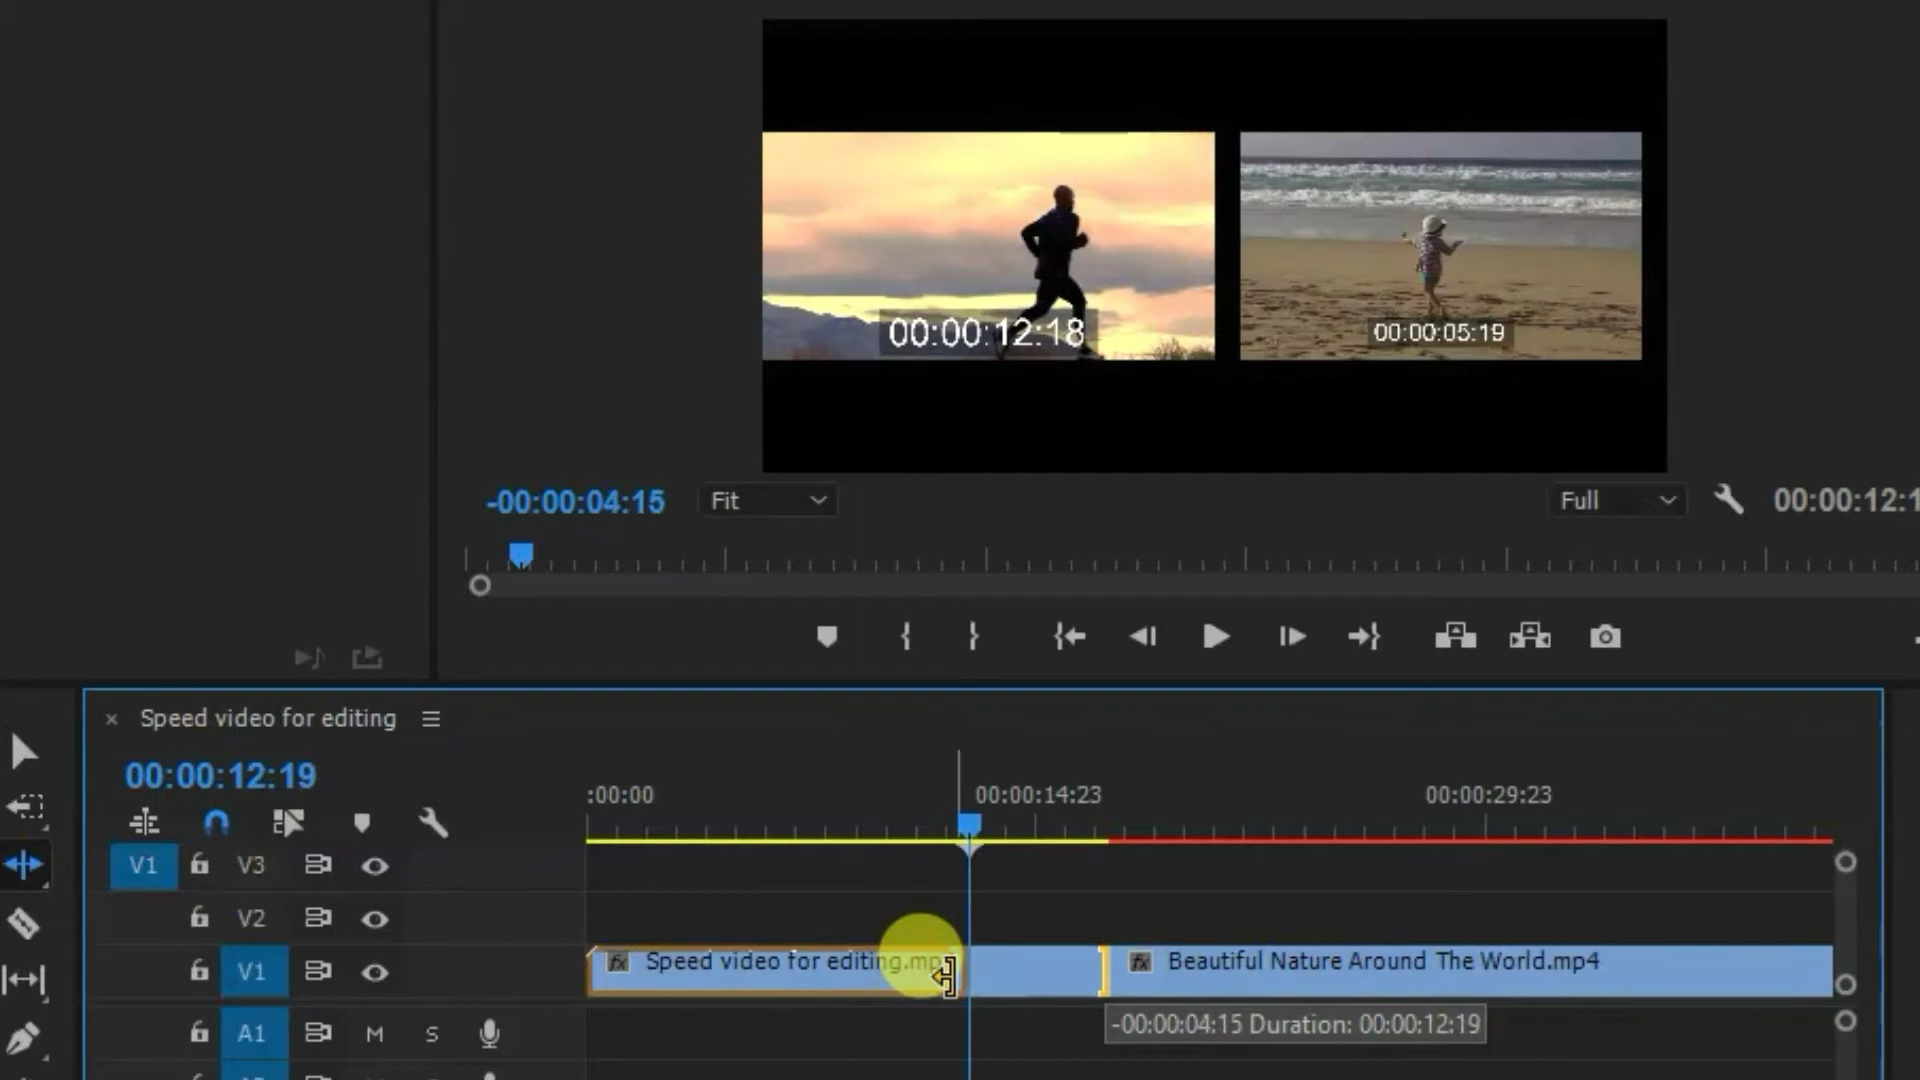 00:00:12:18
00:00:05:19
-00:00:04:15
Fit
Full
00:00:12:1
Speed video for editing
00:00:12:19
:00:00
00:00:14:23
00:00:29:23
V1
V3
V2
fx Speed video for editing.mp
fx Beautiful Nature Around The World.mp4
V1
-00:00:04:15 Duration: 00:00:12:19
A1
M
S